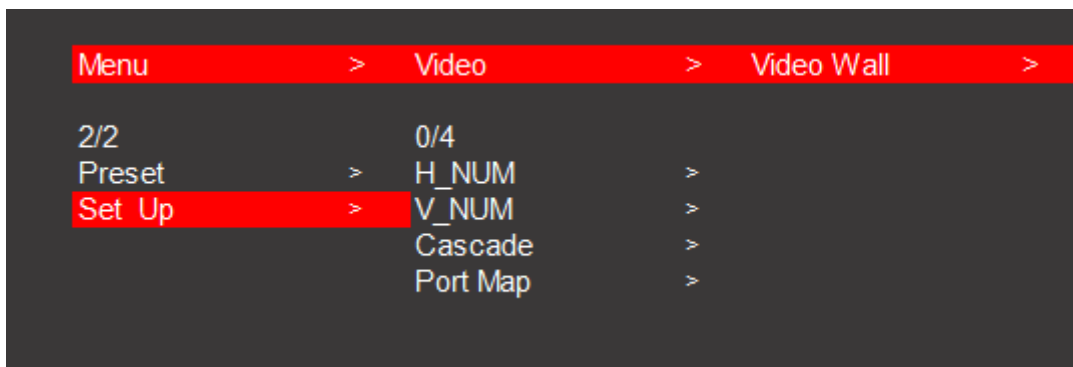 Menu > Video > Video Wall >
2/2 0/4
Preset > H_NUM >
Set Up > V_NUM >
Cascade >
Port Map >